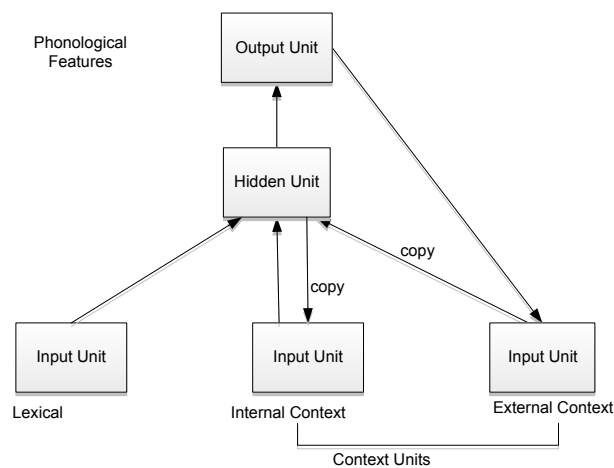 Phonological
Features
Output Unit
Hidden Unit
copy
copy
Input Unit
Input Unit
Input Unit
Lexical
Internal Context
External Context
Context Units